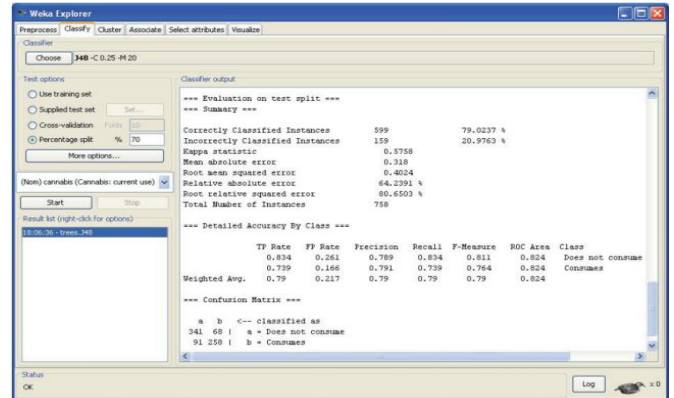 Weka Explorer
Preprocess Classify Cluster Associate Select attributes Visualize
Classifier
Choose J48 -C 0.25 -M 20
Test options
Use training set
Supplied test set Set...
Cross-validation Folds 10
Percentage split % 70
More options...
(Nom) cannabis (Cannabis: current use)
Start Stop
Result list (right-click for options)
18:06:36 - trees.J48
Classifier output
=== Evaluation on test split ===
=== Summary ===
Correctly Classified Instances 599 79.0237 %
Incorrectly Classified Instances 159 20.9763 %
Kappa statistic 0.5758
Mean absolute error 0.318
Root mean squared error 0.4024
Relative absolute error 64.2391 %
Root relative squared error 80.6503 %
Total Number of Instances 758
=== Detailed Accuracy By Class ===
TP Rate FP Rate Precision Recall F-Measure ROC Area Class
0.834 0.261 0.789 0.834 0.811 0.824 Does not consume
0.739 0.166 0.791 0.739 0.764 0.824 Consumes
Weighted Avg. 0.79 0.217 0.79 0.79 0.79 0.824
=== Confusion Matrix ===
a b <-- classified as
341 68 | a = Does not consume
91 258 | b = Consumes
Status
OK
Log
x 0